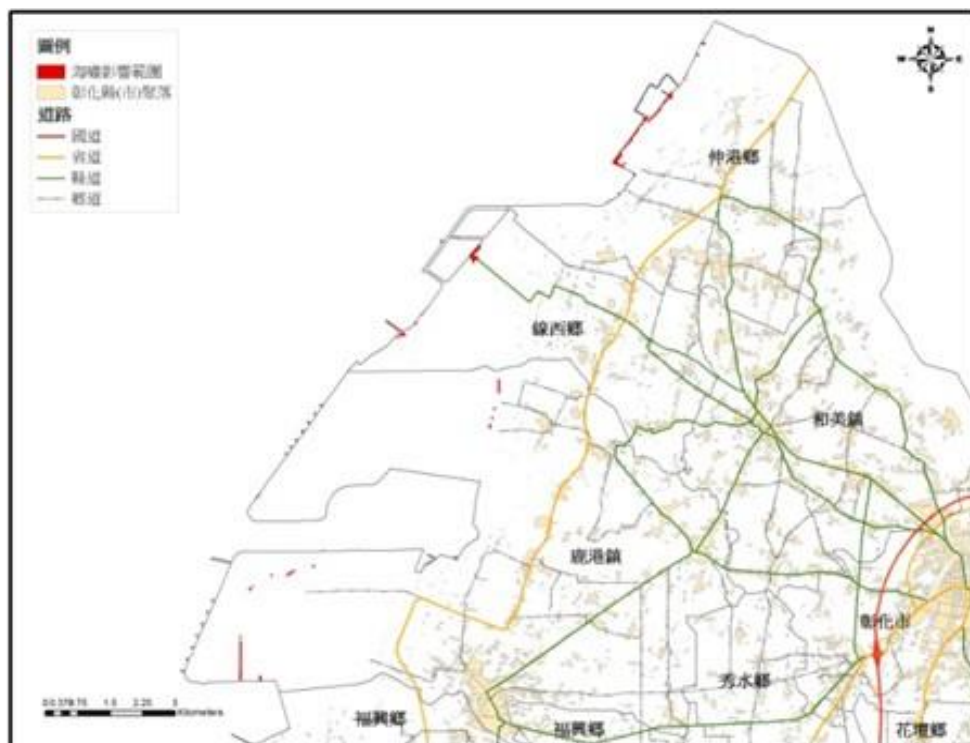 圖例
海嘯影響範圍
彰化縣(市)聚落
道路
國道
省道
縣道
鄉道
N
W E
S
伸港鄉
線西鄉
和美鎮
鹿港鎮
彰化市
秀水鄉
福興鄉 福興鄉 花壇鄉
Kilometers